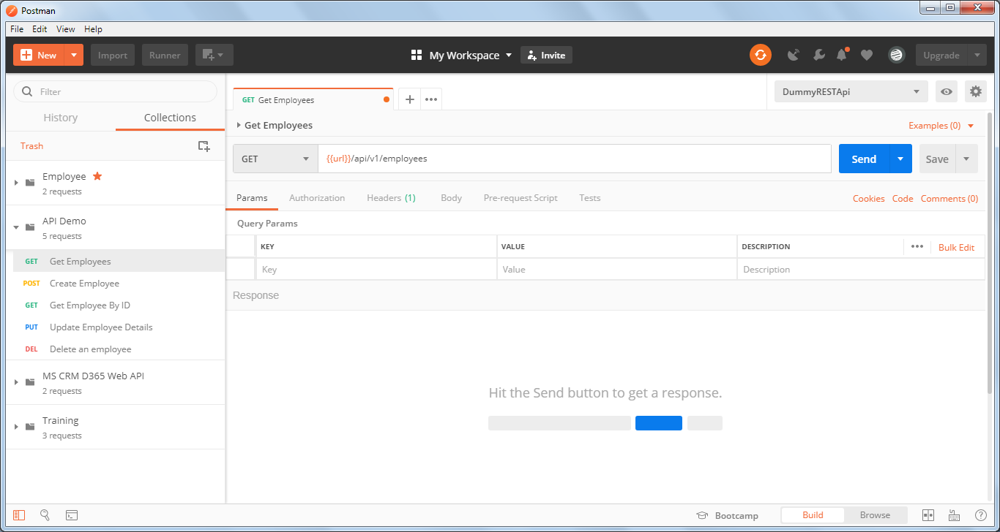 Postman
File Edit View Help
New Import Runner My Workspace Invite Upgrade
Filter
History Collections
Trash
Employee
2 requests
API Demo
5 requests
GET Get Employees
POST Create Employee
GET Get Employee By ID
PUT Update Employee Details
DEL Delete an employee
MS CRM D365 Web API
2 requests
Training
3 requests
GET Get Employees
DummyRESTApi
Get Employees Examples (0)
GET {{url}}/api/v1/employees Send Save
Params Authorization Headers (1) Body Pre-request Script Tests Cookies Code Comments (0)
Query Params
KEY VALUE DESCRIPTION Bulk Edit
Key Value Description
Response
Hit the Send button to get a response.
Bootcamp Build Browse